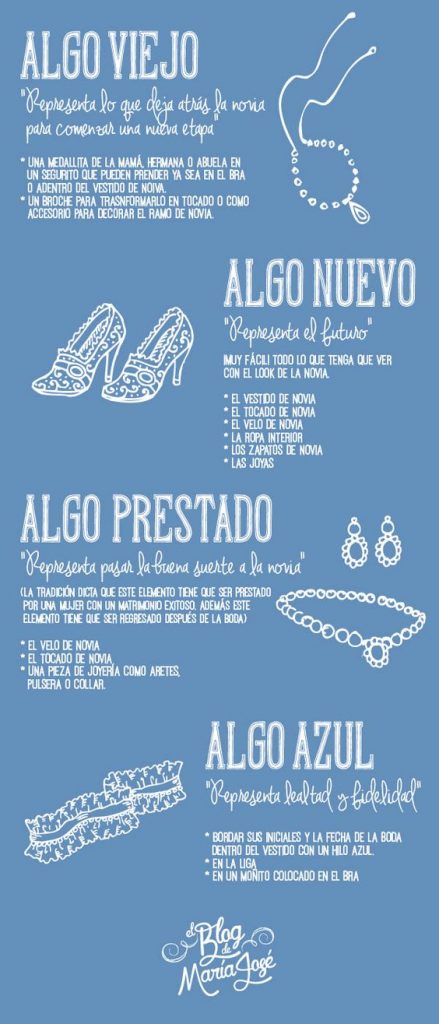 ALGO VIEJO
"Representa lo que deja atrás la novia
para comenzar una nueva etapa"
* UNA MEDALLITA DE LA MAMÁ, HERMANA O ABUELA EN
UN SEGURITO QUE PUEDEN PRENDER YA SEA EN EL BRA
O ADENTRO DEL VESTIDO DE NOIVA.
* UN BROCHE PARA TRASNFORMARLO EN TOCADO O COMO
ACCESORIO PARA DECORAR EL RAMO DE NOVIA.
ALGO NUEVO
"Representa el futuro"
¡MUY FÁCIL! TODO LO QUE TENGA QUE VER
CON EL LOOK DE LA NOVIA.
* EL VESTIDO DE NOVIA
* EL TOCADO DE NOVIA
* EL VELO DE NOVIA
* LA ROPA INTERIOR
* LOS ZAPATOS DE NOVIA
* LAS JOYAS
ALGO PRESTADO
"Representa pasar la buena suerte a la novia"
(LA TRADICIÓN DICTA QUE ESTE ELEMENTO TIENE QUE SER PRESTADO
POR UNA MUJER CON UN MATRIMONIO EXITOSO. ADEMÁS ESTE
ELEMENTO TIENE QUE SER REGRESADO DESPUÉS DE LA BODA)
* EL VELO DE NOVIA
* EL TOCADO DE NOVIA
* UNA PIEZA DE JOYERÍA COMO ARETES,
PULSERA O COLLAR.
ALGO AZUL
"Representa lealtad y fidelidad"
* BORDAR SUS INICIALES Y LA FECHA DE LA BODA
DENTRO DEL VESTIDO CON UN HILO AZUL.
* EN LA LIGA
* EN UN MOÑITO COLOCADO EN EL BRA
el Blog
de
María José